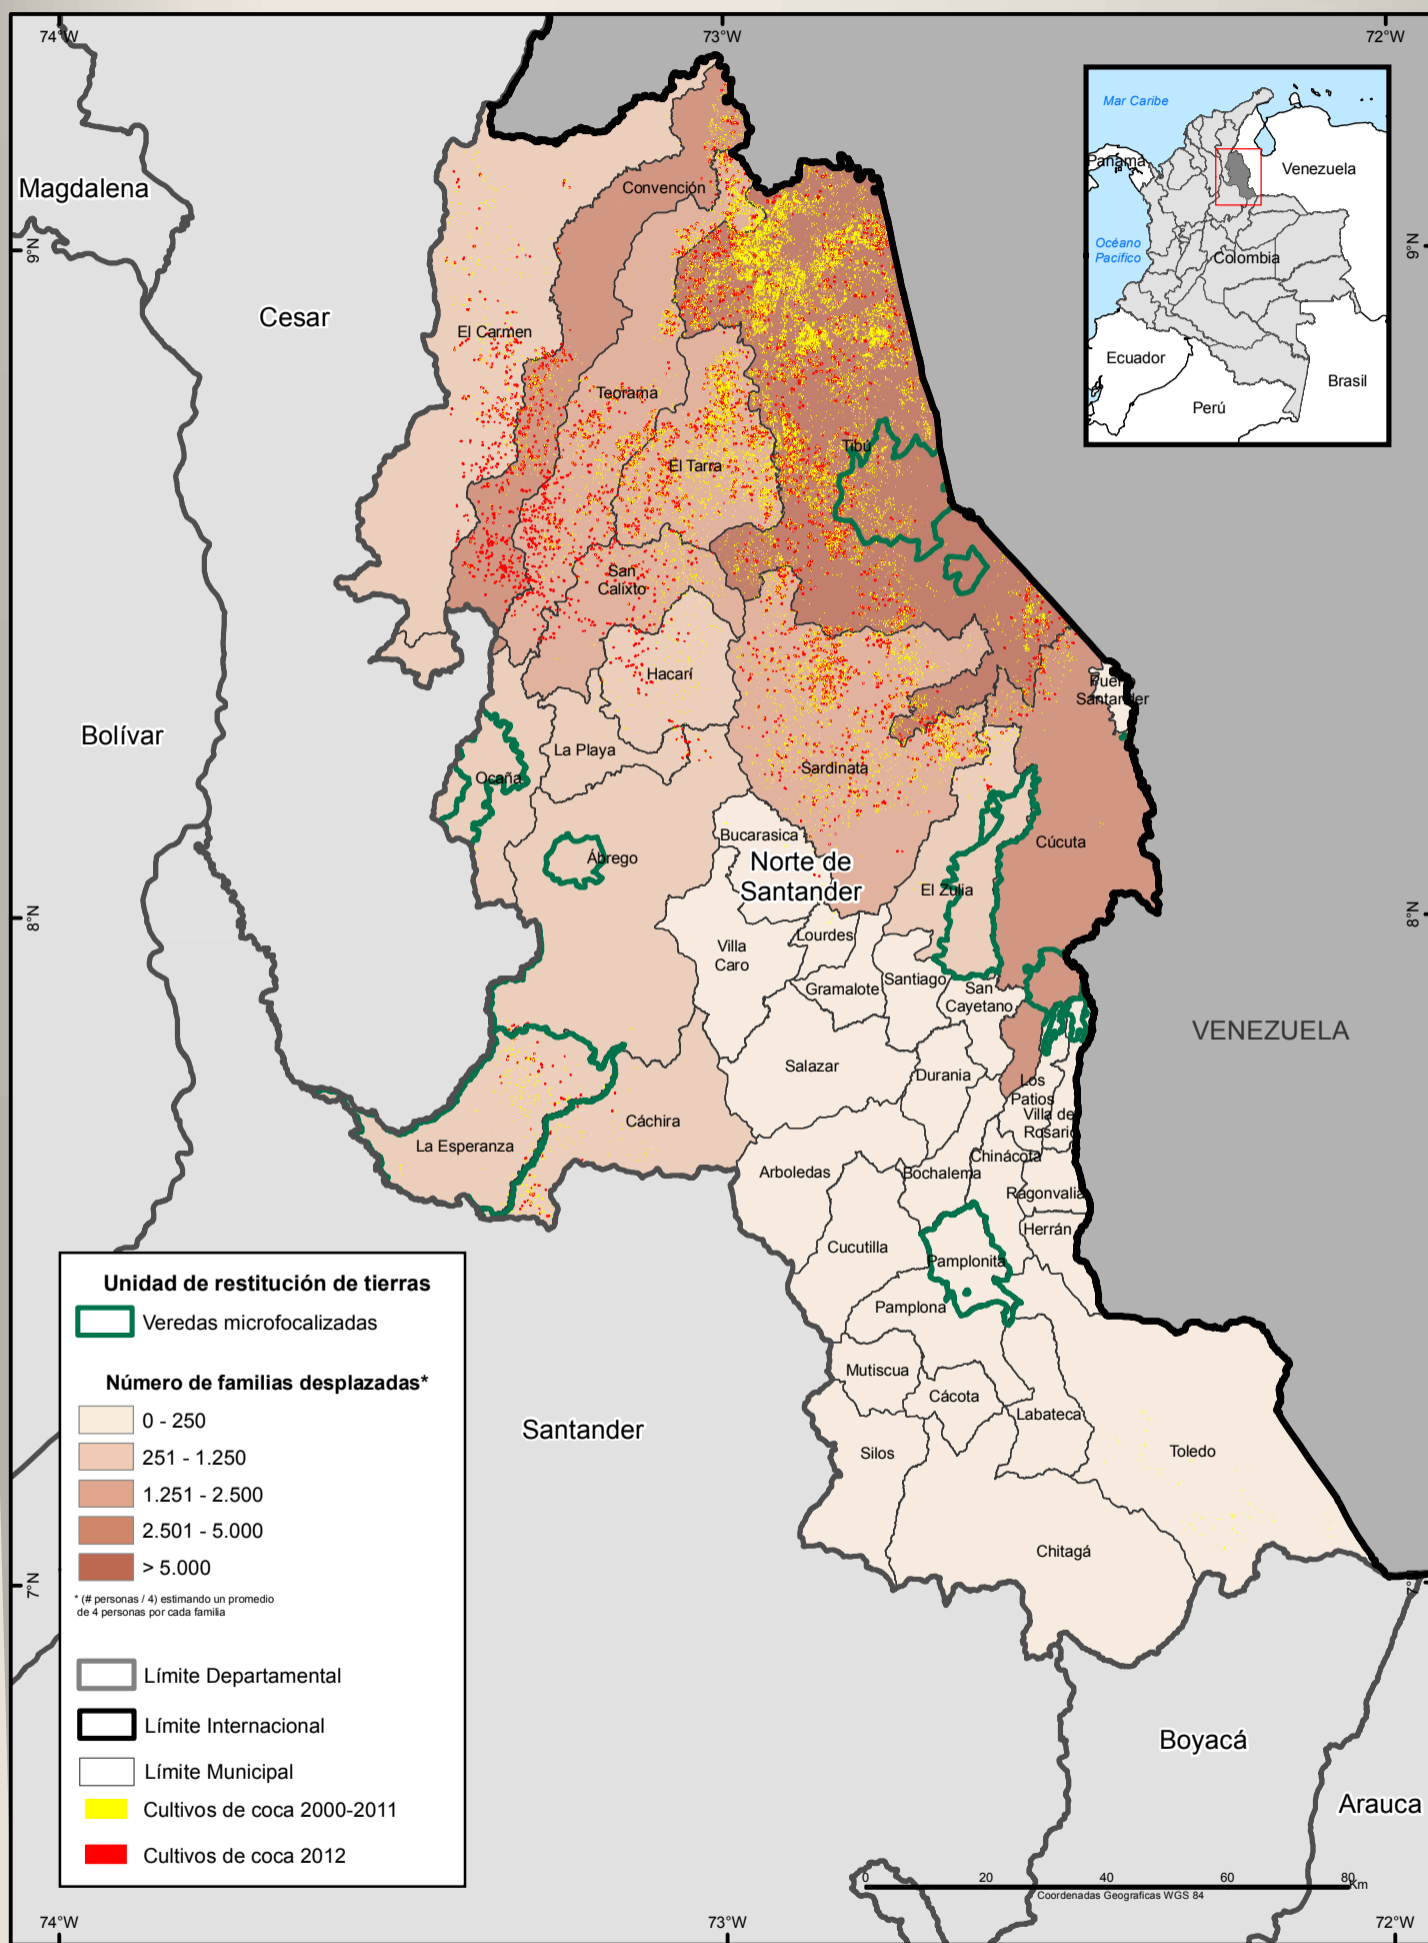 74°W
73°W
72°W
Mar Caribe
Panamá
Venezuela
Océano
Pacífico
Colombia
Ecuador
Perú
Brasil
Magdalena
Convención
9°N
9°N
Cesar
El Carmen
Teorama
Tibú
El Tarra
San
Calixto
Hacarí
Santander
Bolívar
La Playa
Ocaña
Sardinata
Bucarasica
Cúcuta
Ábrego
Norte de
Santander
El Zulia
8°N
8°N
Lourdes
Villa
Caro
Santiago
Gramalote
San
Cayetano
VENEZUELA
Salazar
Durania
Los
Patios
Villa de
Rosario
La Esperanza
Cáchira
Chinácota
Arboledas
Bochalema
Ragonvalia
Herrán
Cucutilla
Pamplonita
Pamplona
Mutiscua
Cácota
Labateca
Santander
Silos
Toledo
Chitagá
7°N
Boyacá
Arauca
Unidad de restitución de tierras
Veredas microfocalizadas
Número de familias desplazadas*
0 - 250
251 - 1.250
1.251 - 2.500
2.501 - 5.000
> 5.000
* (# personas / 4) estimando un promedio
de 4 personas por cada familia
Límite Departamental
Límite Internacional
Límite Municipal
Cultivos de coca 2000-2011
Cultivos de coca 2012
0 20 40 60 80 Km
Coordenadas Geograficas WGS 84
74°W
73°W
72°W